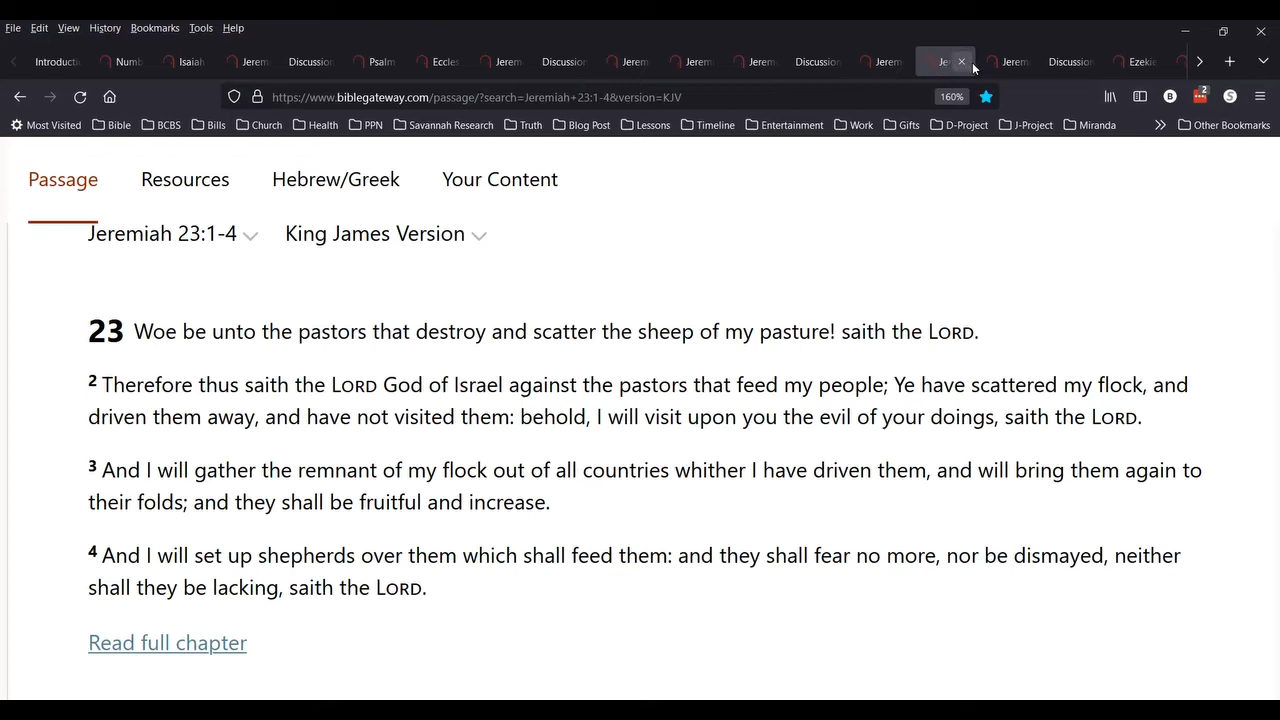 File Edit View History Bookmarks Tools Help
Introducti Numb Isaiah Jerem Discussion Psalm Eccles Jerem Discussion Jerem Jerem Jerem Discussion Jerem Je Jerem Discussion Ezekie
https://www.biblegateway.com/passage/?search=Jeremiah+23:1-4&version=KJV 160% B 2 S
Most Visited Bible BCBS Bills Church Health PPN Savannah Research Truth Blog Post Lessons Timeline Entertainment Work Gifts D-Project J-Project Miranda Other Bookmarks
Passage Resources Hebrew/Greek Your Content
Jeremiah 23:1-4 King James Version
23 Woe be unto the pastors that destroy and scatter the sheep of my pasture! saith the LORD.
2 Therefore thus saith the LORD God of Israel against the pastors that feed my people; Ye have scattered my flock, and
driven them away, and have not visited them: behold, I will visit upon you the evil of your doings, saith the LORD.
3 And I will gather the remnant of my flock out of all countries whither I have driven them, and will bring them again to
their folds; and they shall be fruitful and increase.
4 And I will set up shepherds over them which shall feed them: and they shall fear no more, nor be dismayed, neither
shall they be lacking, saith the LORD.
Read full chapter